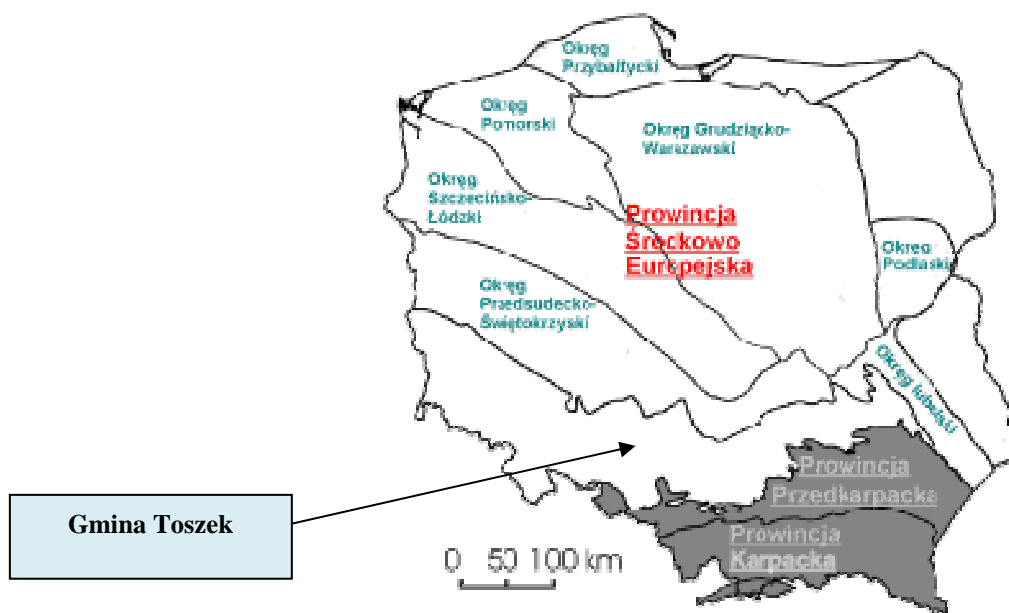 Okręg
Przybałtycki
Okręg
Pomorski
Okręg Grudziącko-
Warszawski
Okręg
Szczecińsko-
Łódzki
Prowincja
Środkowo
Europejska
Okręg
Podlaski
Okręg
Przedsudecko-
Świętokrzyski
Okręg lubelski
Prowincja
Przedkarpacka
Gmina Toszek
Prowincja
Karpacka
0 50 100 km